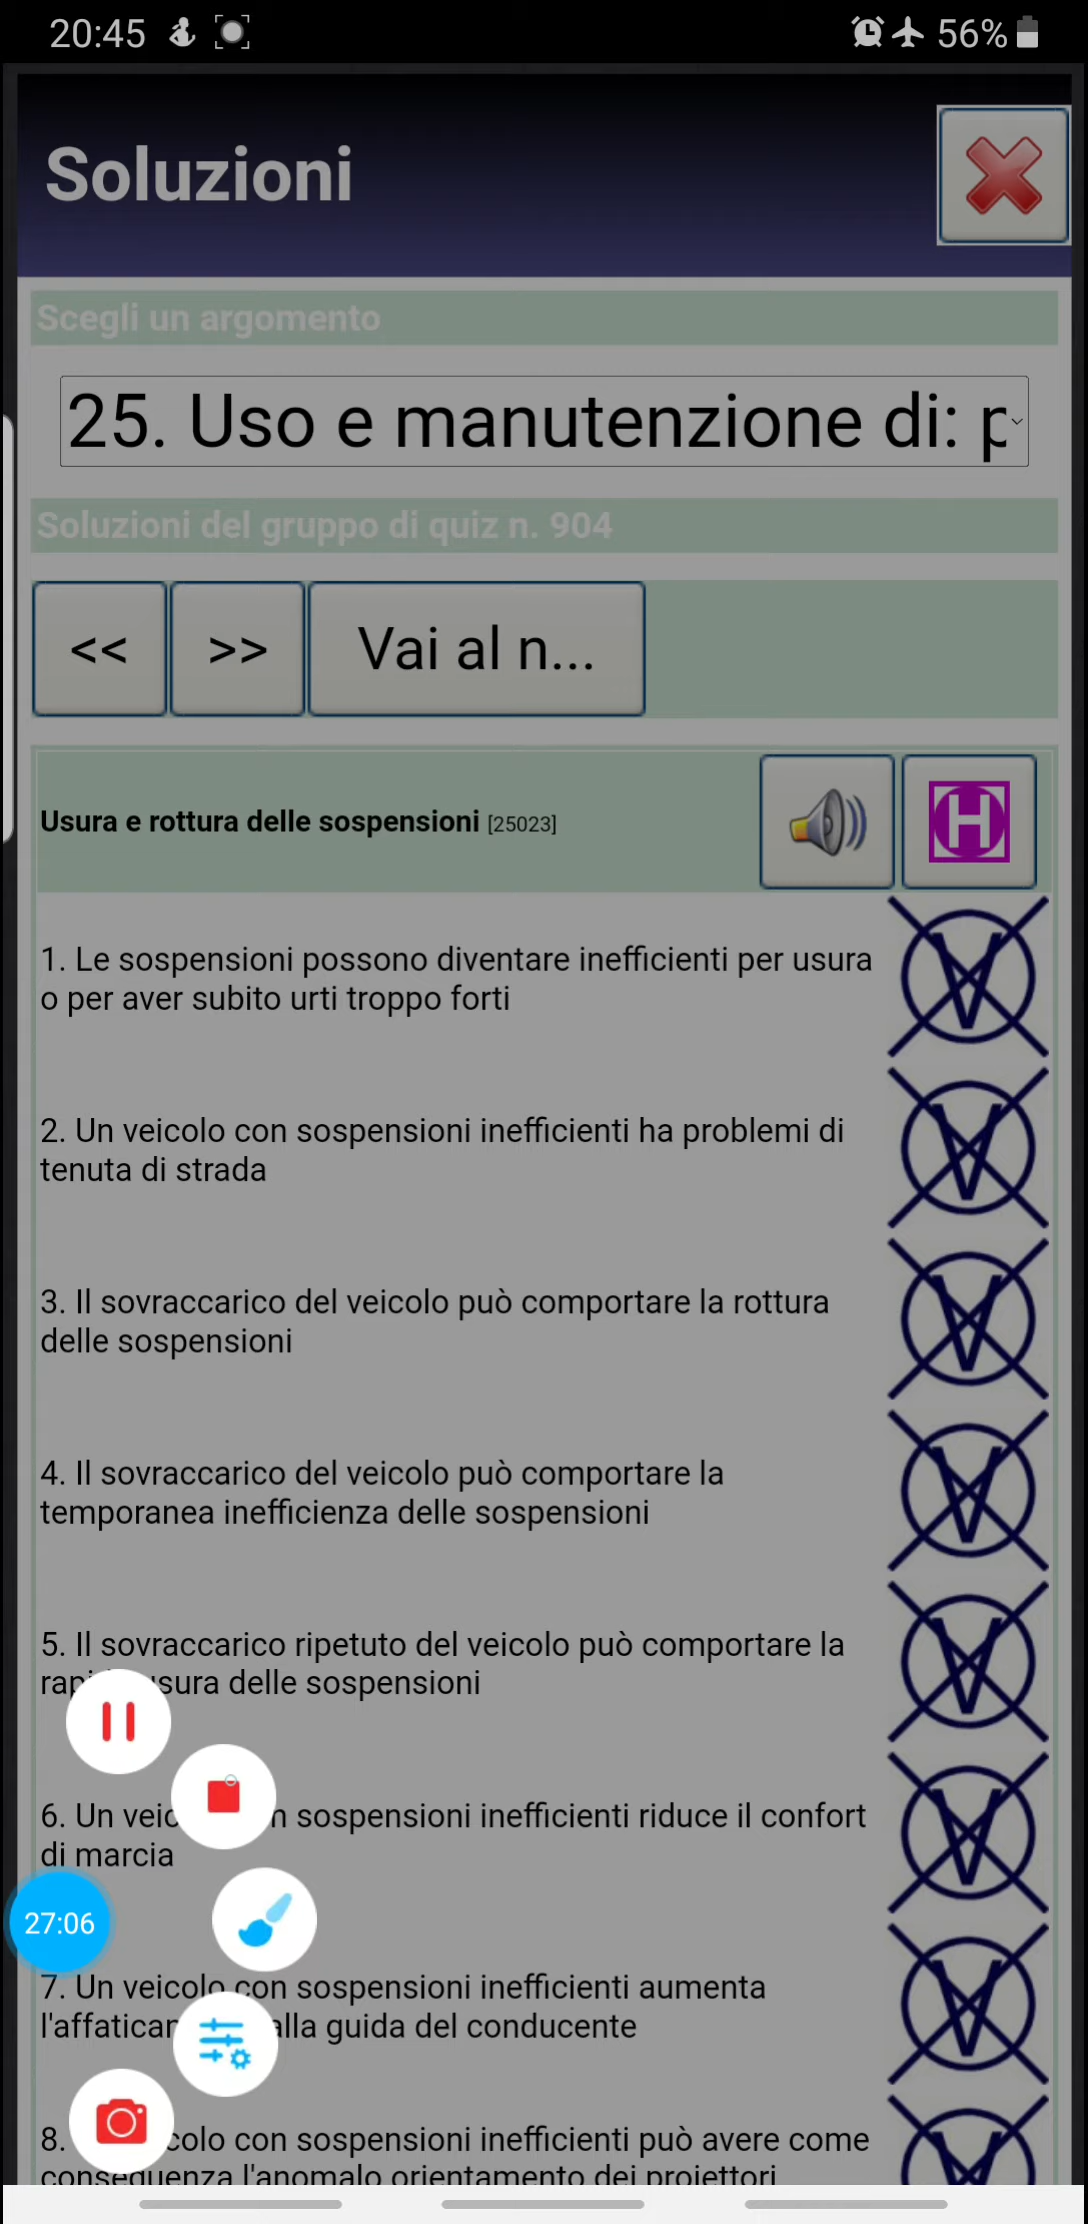 20:45 56%
Soluzioni
Scegli un argomento
25. Uso e manutenzione di:
Soluzioni del gruppo di quiz n. 904
<< >> Vai al n...
Usura e rottura delle sospensioni [25023]
H
1. Le sospensioni possono diventare inefficienti per usura
o per aver subito urti troppo forti
V
2. Un veicolo con sospensioni inefficienti ha problemi di
tenuta di strada
V
3. Il sovraccarico del veicolo può comportare la rottura
delle sospensioni
V
4. Il sovraccarico del veicolo può comportare la
temporanea inefficienza delle sospensioni
V
5. Il sovraccarico ripetuto del veicolo può comportare la
delle sospensioni
V
6. Un sospensioni inefficienti riduce il confort
di marcia
V
27:06
7. Un veicolo con sospensioni inefficienti aumenta
guida del conducente
V
8. con sospensioni inefficienti può avere come
conseguenza l'anomalo orientamento dei proiettori
V